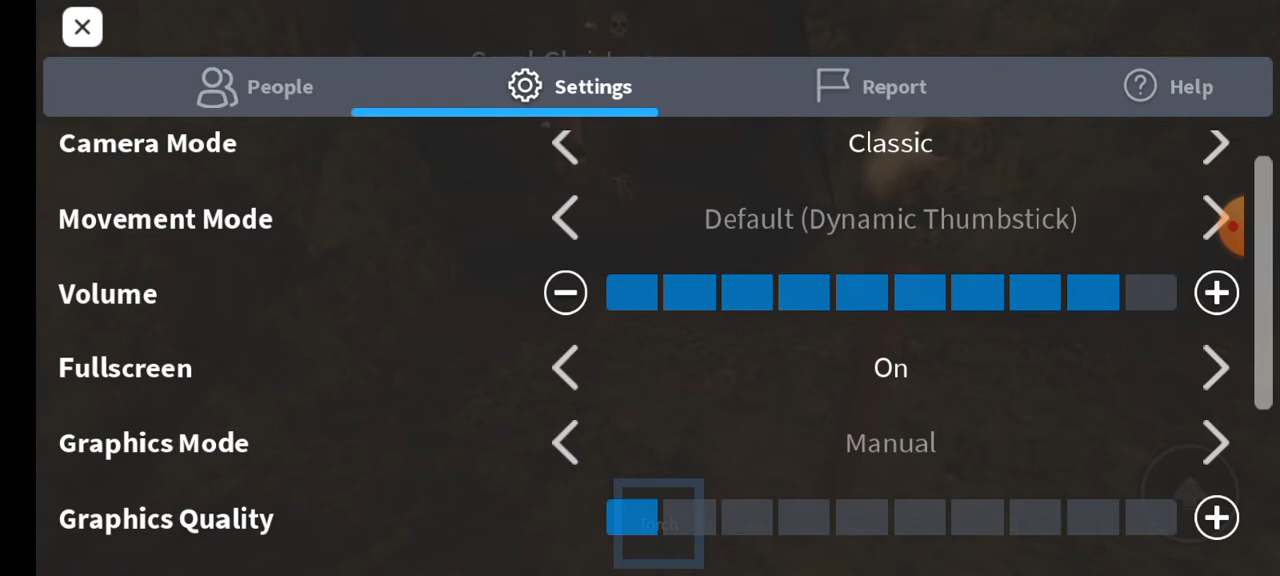 People Settings Report Help
Camera Mode Classic
Movement Mode Default (Dynamic Thumbstick)
Volume
Fullscreen On
Graphics Mode Manual
Graphics Quality
Torch